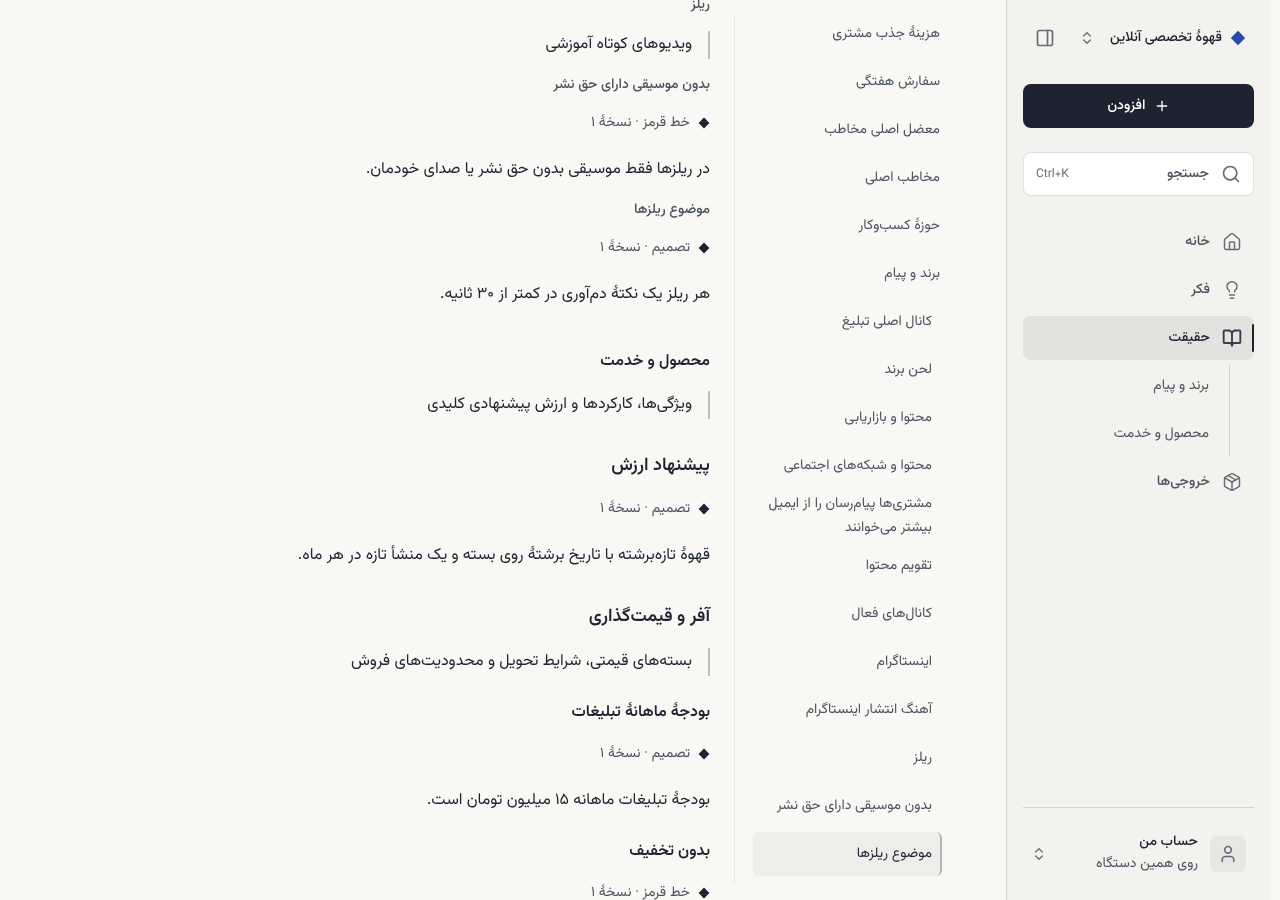 قهوهٔ تخصصی آنلاین
افزودن
جستجو
Ctrl+K
خانه
فکر
حقیقت
برند و پیام
محصول و خدمت
خروجی‌ها
حساب من
روی همین دستگاه
هزینهٔ جذب مشتری
سفارش هفتگی
معضل اصلی مخاطب
مخاطب اصلی
حوزهٔ کسب‌وکار
برند و پیام
کانال اصلی تبلیغ
لحن برند
محتوا و بازاریابی
محتوا و شبکه‌های اجتماعی
مشتری‌ها پیام‌رسان را از ایمیل
بیشتر می‌خوانند
تقویم محتوا
کانال‌های فعال
اینستاگرام
آهنگ انتشار اینستاگرام
ریلز
بدون موسیقی دارای حق نشر
موضوع ریلزها
ریلز
ویدیوهای کوتاه آموزشی
بدون موسیقی دارای حق نشر
خط قرمز · نسخهٔ ۱
در ریلزها فقط موسیقی بدون حق نشر یا صدای خودمان.
موضوع ریلزها
تصمیم · نسخهٔ ۱
هر ریلز یک نکتهٔ دم‌آوری در کمتر از ۳۰ ثانیه.
محصول و خدمت
ویژگی‌ها، کارکردها و ارزش پیشنهادی کلیدی
پیشنهاد ارزش
تصمیم · نسخهٔ ۱
قهوهٔ تازه‌برشته با تاریخ برشتهٔ روی بسته و یک منشأ تازه در هر ماه.
آفر و قیمت‌گذاری
بسته‌های قیمتی، شرایط تحویل و محدودیت‌های فروش
بودجهٔ ماهانهٔ تبلیغات
تصمیم · نسخهٔ ۱
بودجهٔ تبلیغات ماهانه ۱۵ میلیون تومان است.
بدون تخفیف
خط قرمز · نسخهٔ ۱